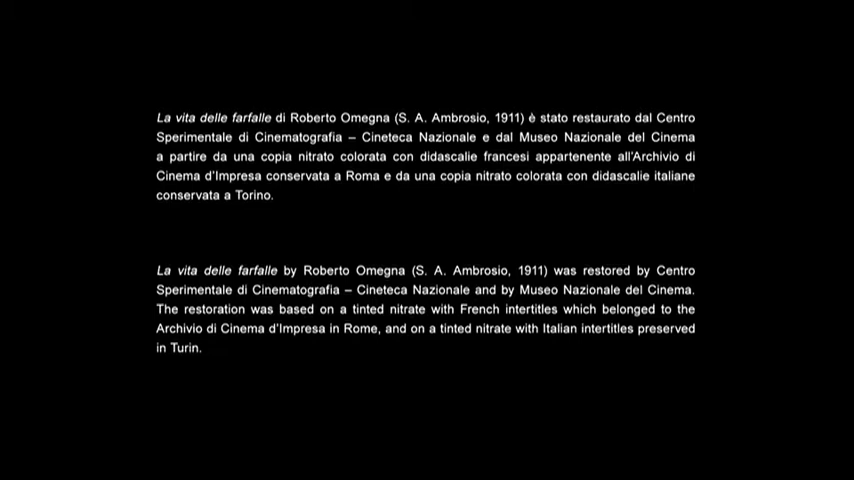 La vita delle farfalle di Roberto Omegna (S. A. Ambrosio, 1911) è stato restaurato dal Centro
Sperimentale di Cinematografia – Cineteca Nazionale e dal Museo Nazionale del Cinema
a partire da una copia nitrato colorata con didascalie francesi appartenente all'Archivio di
Cinema d'Impresa conservata a Roma e da una copia nitrato colorata con didascalie italiane
conservata a Torino.
La vita delle farfalle by Roberto Omegna (S. A. Ambrosio, 1911) was restored by Centro
Sperimentale di Cinematografia – Cineteca Nazionale and by Museo Nazionale del Cinema.
The restoration was based on a tinted nitrate with French intertitles which belonged to the
Archivio di Cinema d'Impresa in Rome, and on a tinted nitrate with Italian intertitles preserved
in Turin.